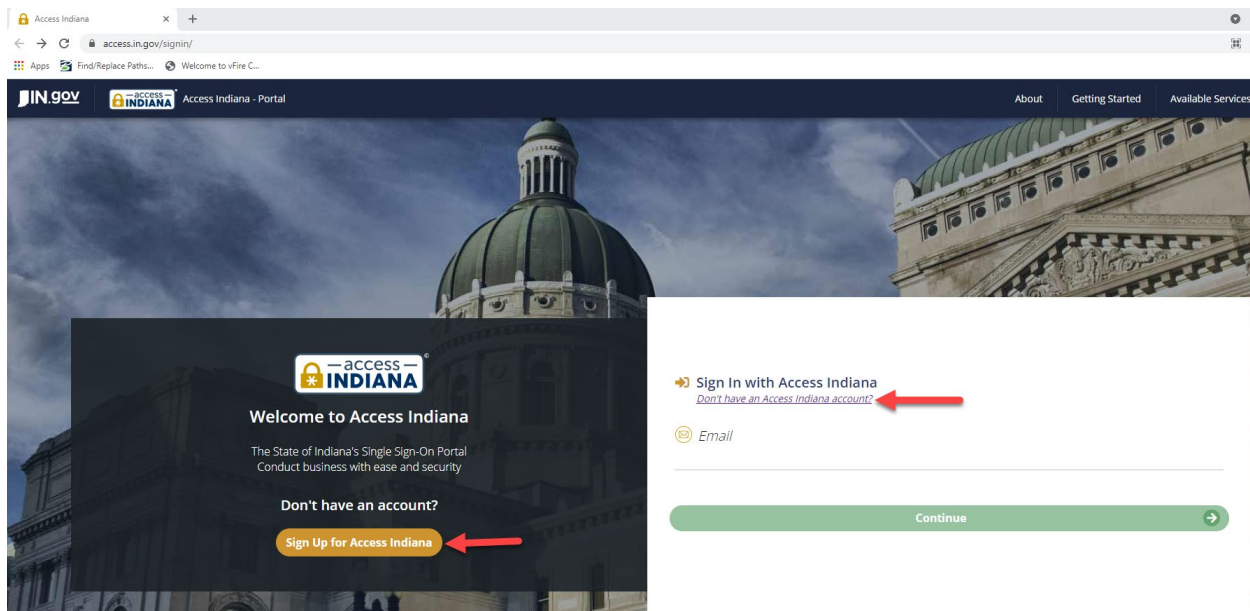 Access Indiana
access.in.gov/signin/
Apps Find/Replace Paths... Welcome to vFire C...
IN.gov access INDIANA Access Indiana - Portal About Getting Started Available Services
access
INDIANA®
Welcome to Access Indiana
The State of Indiana's Single Sign-On Portal
Conduct business with ease and security
Don't have an account?
Sign Up for Access Indiana
Sign In with Access Indiana
Don't have an Access Indiana account?
Email
Continue